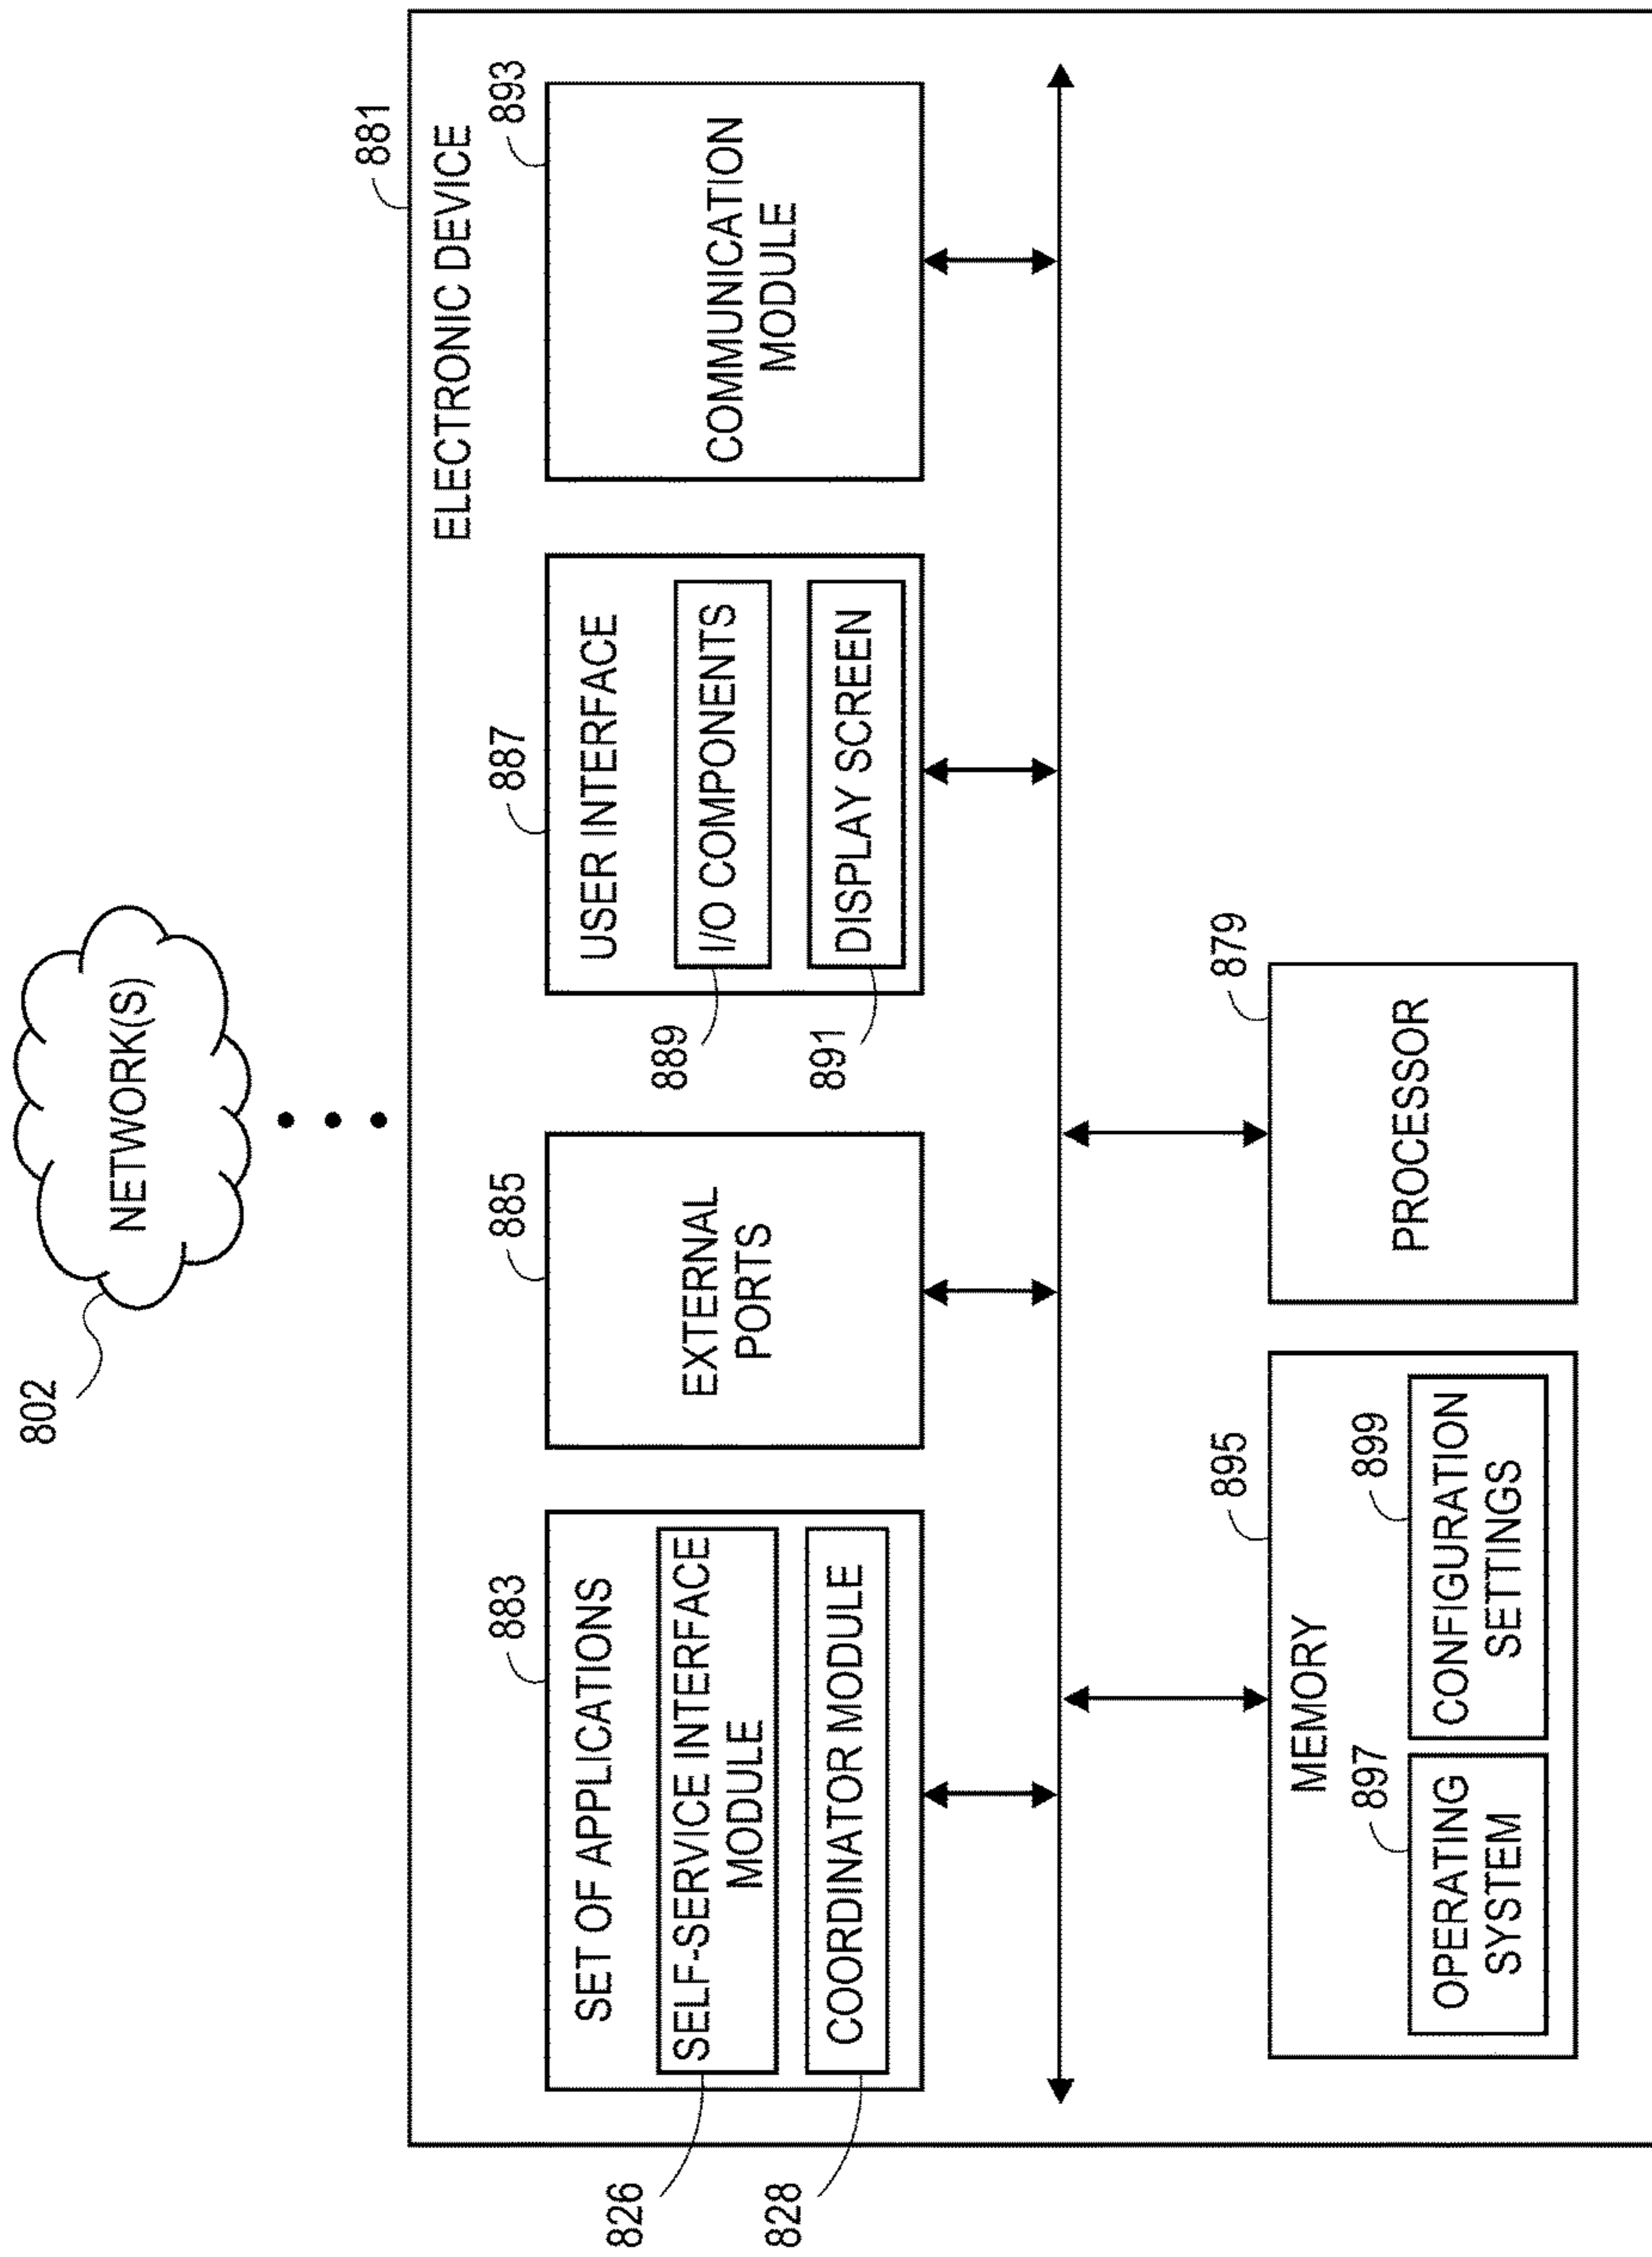 802
NETWORK(S)
881
ELECTRONIC DEVICE
883
SET OF APPLICATIONS
826
SELF-SERVICE INTERFACE
MODULE
828
COORDINATOR MODULE
885
EXTERNAL
PORTS
887
USER INTERFACE
889
I/O COMPONENTS
891
DISPLAY SCREEN
893
COMMUNICATION
MODULE
895
MEMORY
897
OPERATING
SYSTEM
899
CONFIGURATION
SETTINGS
879
PROCESSOR